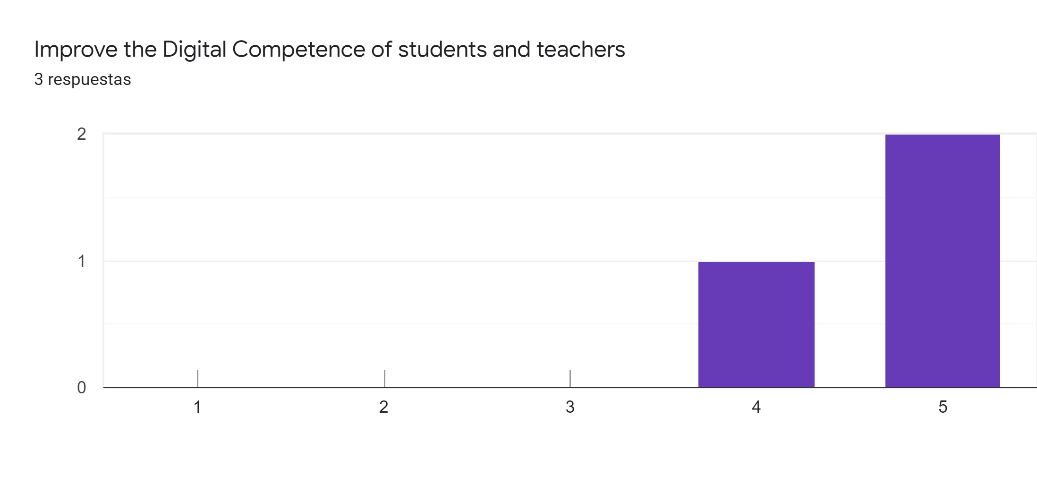 Improve the Digital Competence of students and teachers
3 respuestas
2
1
0
1 2 3 4 5